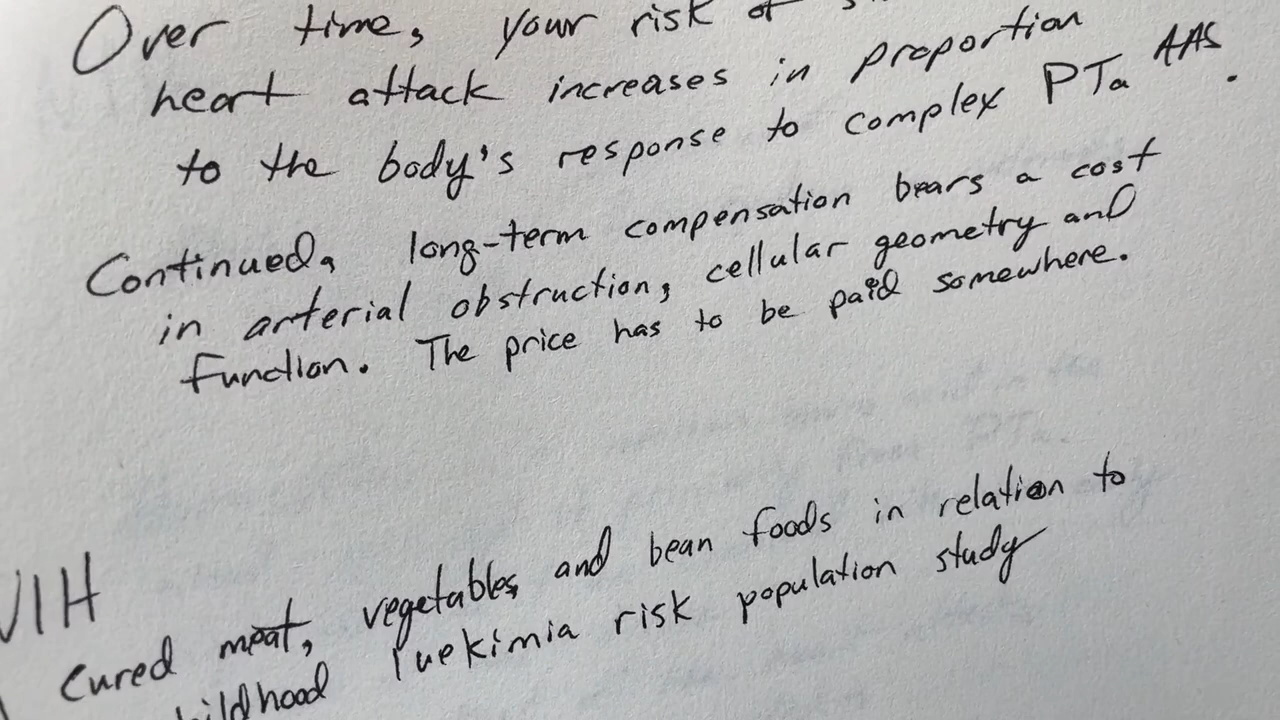 Over time, your risk of
heart attack increases in proportion
to the body's response to complex PTa AAS.
Continued, long-term compensation bears a cost
in arterial obstruction, cellular geometry and
function. The price has to be paid somewhere.
Cured meat, vegetables, and bean foods in relation to
luekimia risk population study